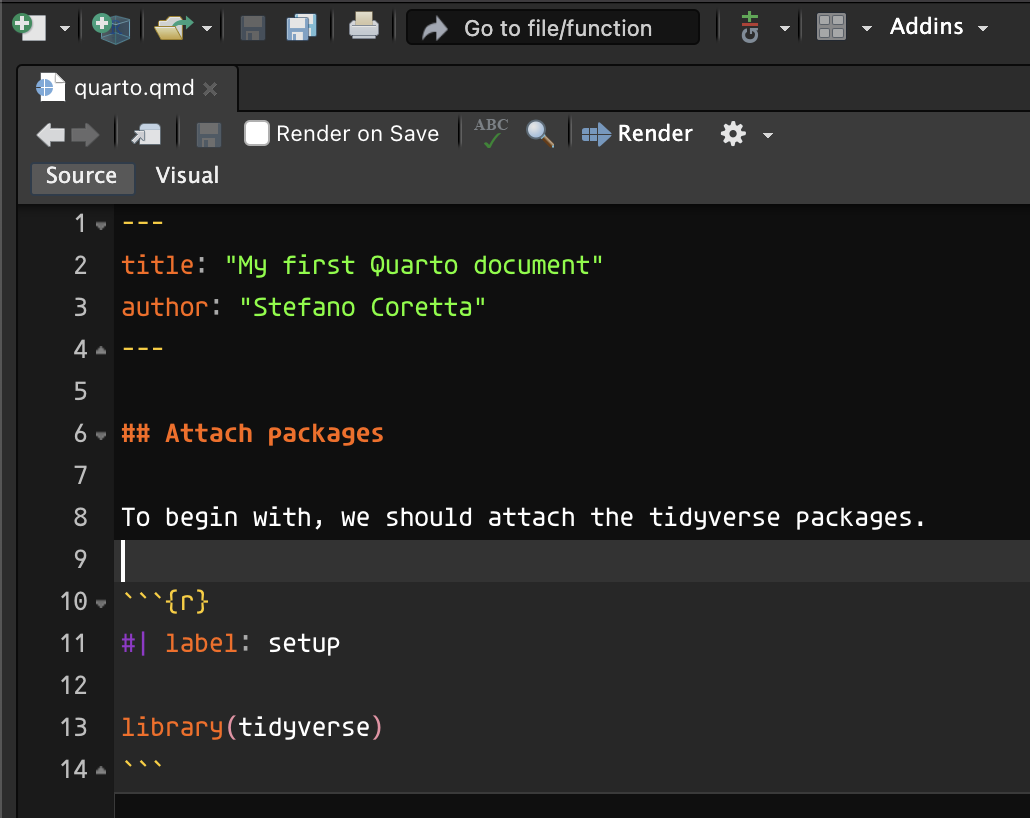 Go to file/function
Addins
quarto.qmd
Render on Save
ABC
Render
Source
Visual
1 ---
2 title: "My first Quarto document"
3 author: "Stefano Coretta"
4 ---
5
6 ## Attach packages
7
8 To begin with, we should attach the tidyverse packages.
9
10 ```{r}
11 #| label: setup
12
13 library(tidyverse)
14 ```